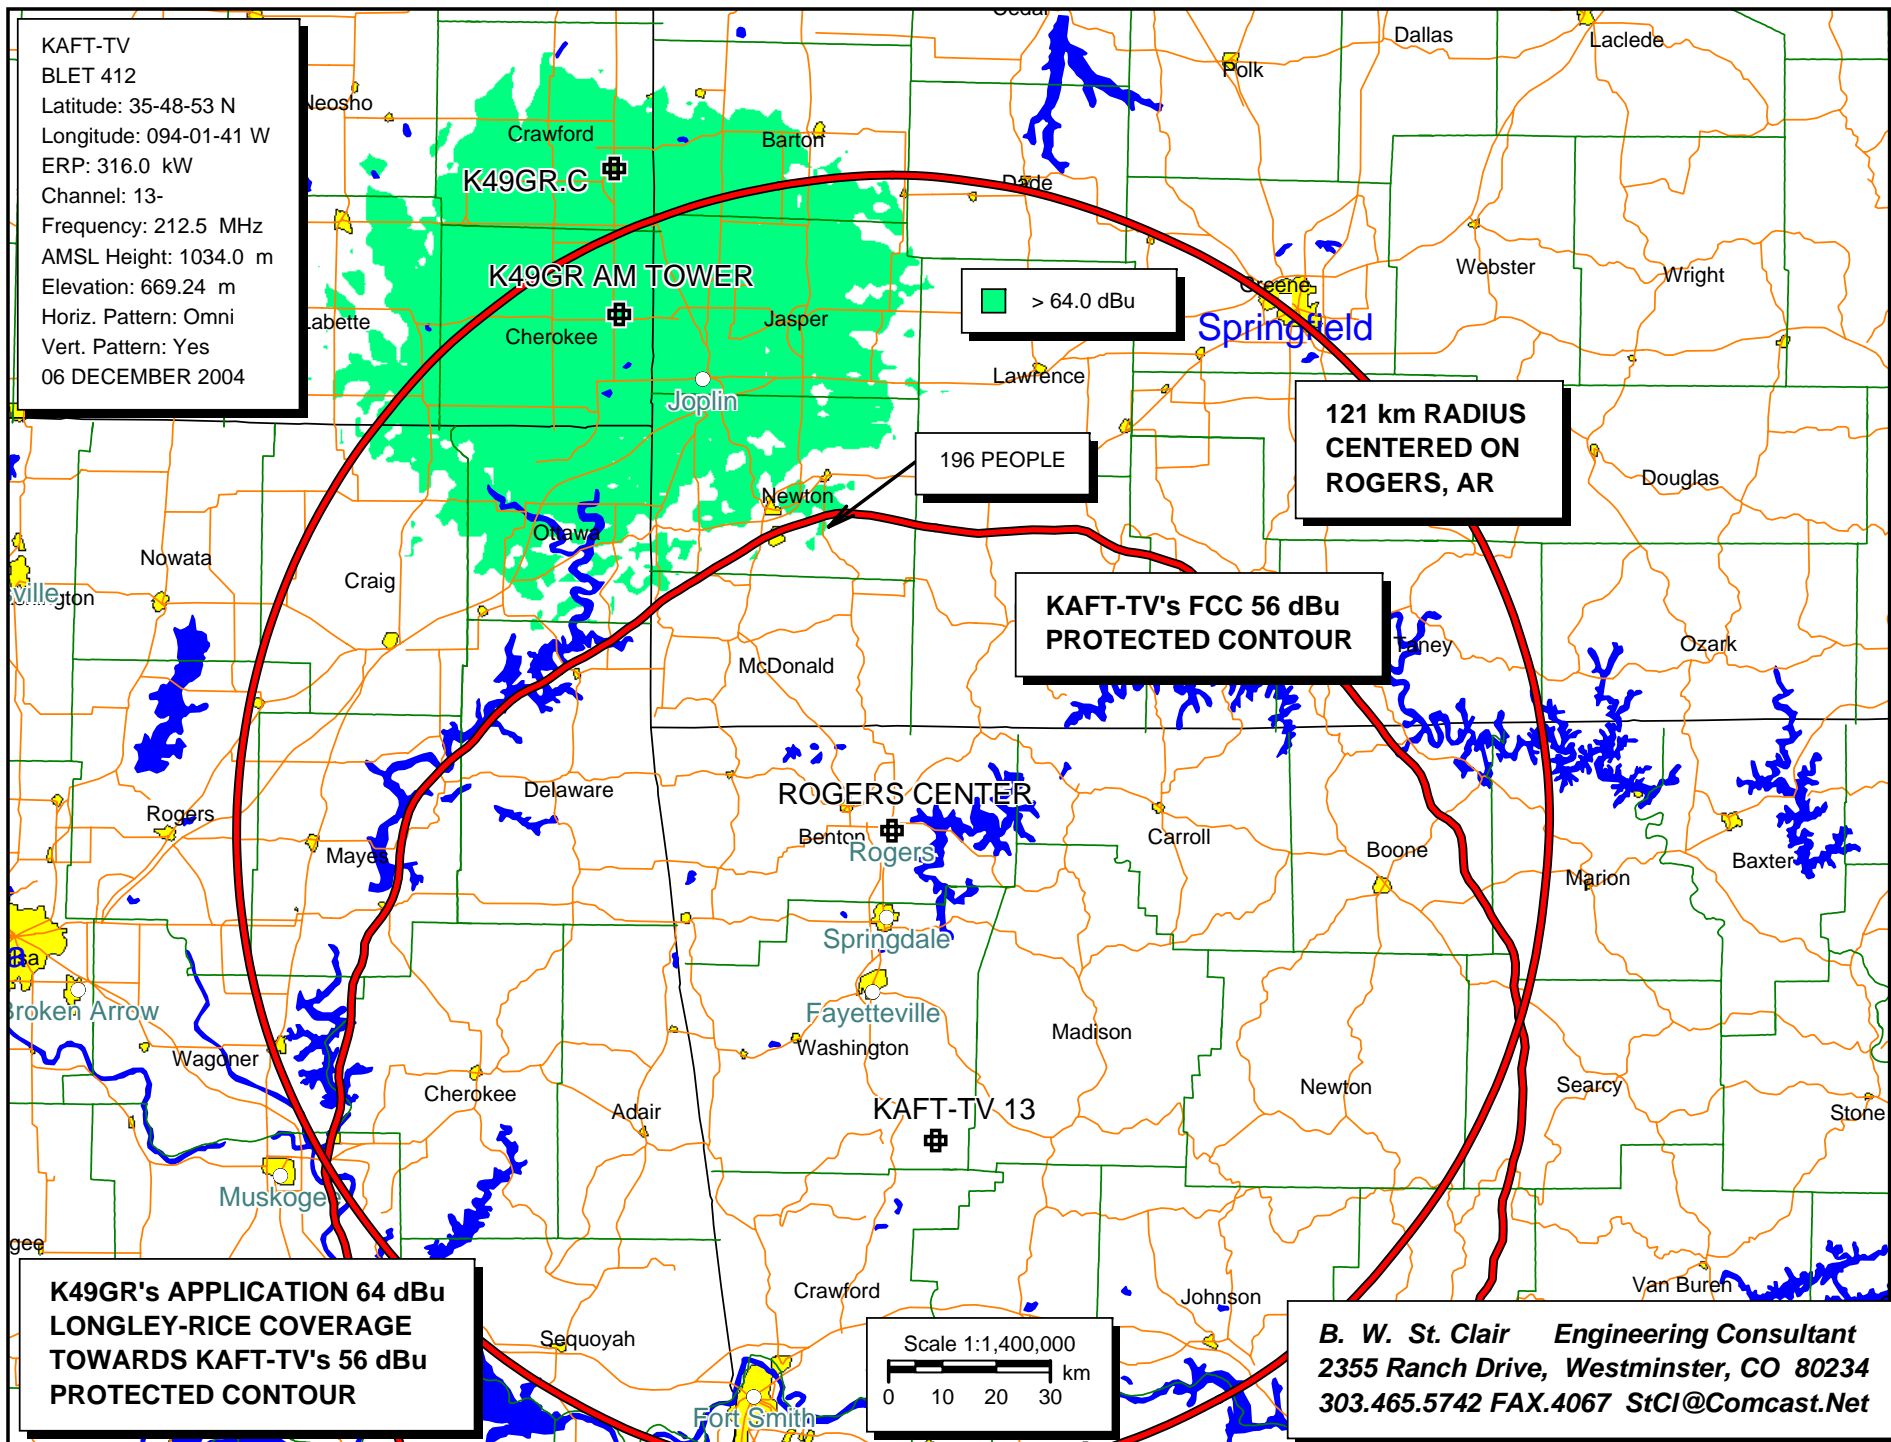 KAFT-TV
BLET 412
Latitude: 35-48-53 N
Longitude: 094-01-41 W
ERP: 316.0 kW
Channel: 13-
Frequency: 212.5 MHz
AMSL Height: 1034.0 m
Elevation: 669.24 m
Horiz. Pattern: Omni
Vert. Pattern: Yes
06 DECEMBER 2004
Cedar
Dallas
Laclede
Polk
Neosho
Crawford
Barton
K49GR.C
Dade
K49GR AM TOWER
> 64.0 dBu
Greene
Webster
Wright
Labette
Cherokee
Jasper
Springfield
Lawrence
Joplin
121 km RADIUS
CENTERED ON
ROGERS, AR
196 PEOPLE
Newton
Douglas
Ottawa
Nowata
Craig
sville
ington
KAFT-TV's FCC 56 dBu
PROTECTED CONTOUR
Taney
Ozark
McDonald
Delaware
ROGERS CENTER
Rogers
Benton
Rogers
Carroll
Boone
Mayes
Marion
Baxter
Springdale
Broken Arrow
Fayetteville
Washington
Madison
Wagoner
Cherokee
Adair
KAFT-TV 13
Newton
Searcy
Stone
Muskogee
gee
K49GR's APPLICATION 64 dBu
LONGLEY-RICE COVERAGE
TOWARDS KAFT-TV's 56 dBu
PROTECTED CONTOUR
Crawford
Johnson
Van Buren
Sequoyah
Scale 1:1,400,000
km
0 10 20 30
Fort Smith
B. W. St. Clair Engineering Consultant
2355 Ranch Drive, Westminster, CO 80234
303.465.5742 FAX.4067 StCl@Comcast.Net